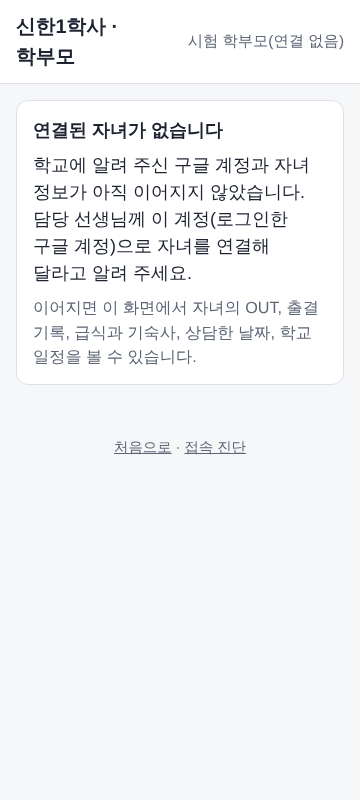 신한1학사 ·
학부모
시험 학부모(연결 없음)
연결된 자녀가 없습니다
학교에 알려 주신 구글 계정과 자녀
정보가 아직 이어지지 않았습니다.
담당 선생님께 이 계정(로그인한
구글 계정)으로 자녀를 연결해
달라고 알려 주세요.
이어지면 이 화면에서 자녀의 OUT, 출결
기록, 급식과 기숙사, 상담한 날짜, 학교
일정을 볼 수 있습니다.
처음으로 · 접속 진단